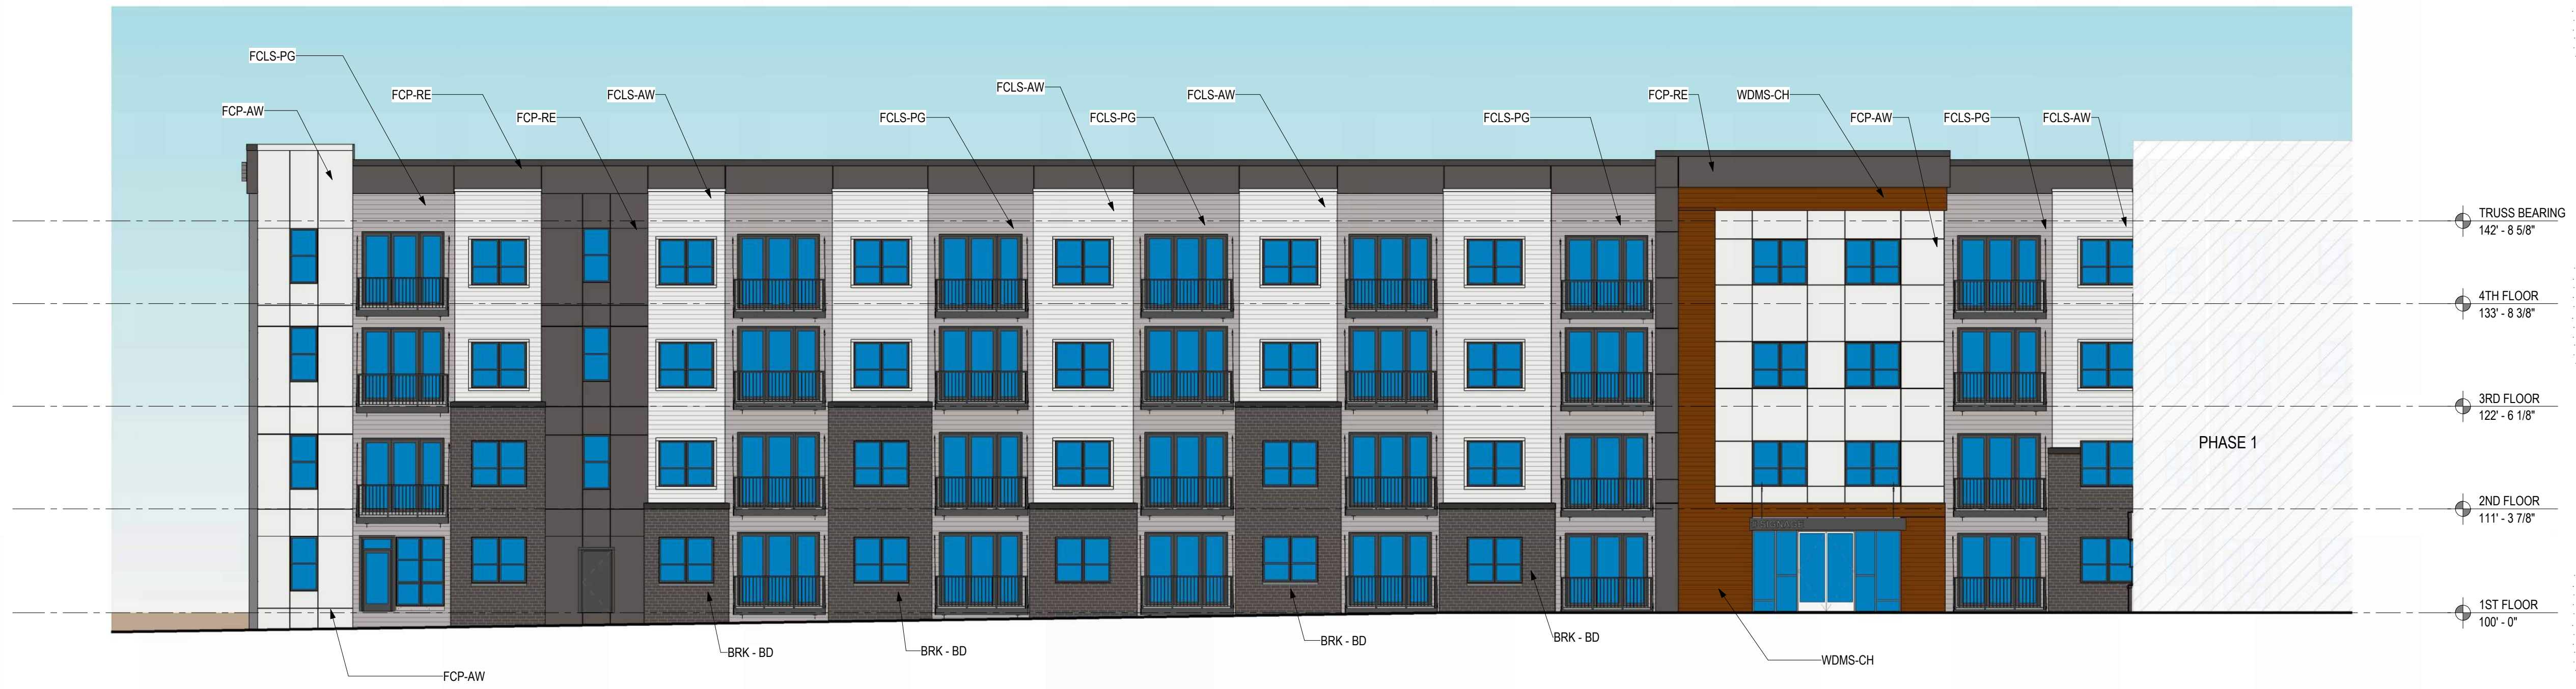 FCLS-PG
FCP-AW
FCP-RE
FCP-RE
FCLS-AW
FCLS-PG
FCLS-AW
FCLS-PG
FCLS-AW
FCLS-PG
FCP-RE
WDMS-CH
FCP-AW
FCLS-PG
FCLS-AW
TRUSS BEARING
142' - 8 5/8"
4TH FLOOR
133' - 8 3/8"
3RD FLOOR
122' - 6 1/8"
PHASE 1
2ND FLOOR
111' - 3 7/8"
SIGNAGE
1ST FLOOR
100' - 0"
BRK - BD
BRK - BD
BRK - BD
BRK - BD
WDMS-CH
FCP-AW